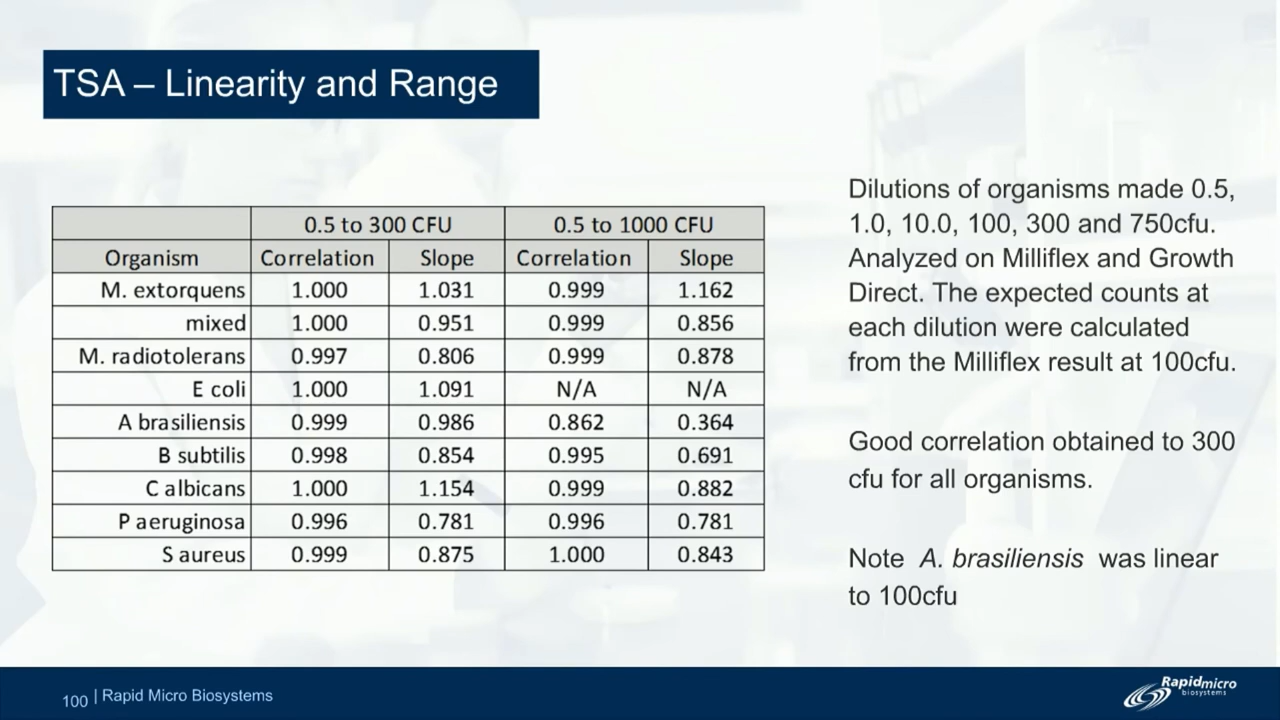 TSA – Linearity and Range
0.5 to 300 CFU 0.5 to 1000 CFU
Organism Correlation Slope Correlation Slope
M. extorquens 1.000 1.031 0.999 1.162
mixed 1.000 0.951 0.999 0.856
M. radiotolerans 0.997 0.806 0.999 0.878
E coli 1.000 1.091 N/A N/A
A brasiliensis 0.999 0.986 0.862 0.364
B subtilis 0.998 0.854 0.995 0.691
C albicans 1.000 1.154 0.999 0.882
P aeruginosa 0.996 0.781 0.996 0.781
S aureus 0.999 0.875 1.000 0.843
Dilutions of organisms made 0.5,
1.0, 10.0, 100, 300 and 750cfu.
Analyzed on Milliflex and Growth
Direct. The expected counts at
each dilution were calculated
from the Milliflex result at 100cfu.
Good correlation obtained to 300
cfu for all organisms.
Note A. brasiliensis was linear
to 100cfu
100 | Rapid Micro Biosystems
Rapidmicro
biosystems